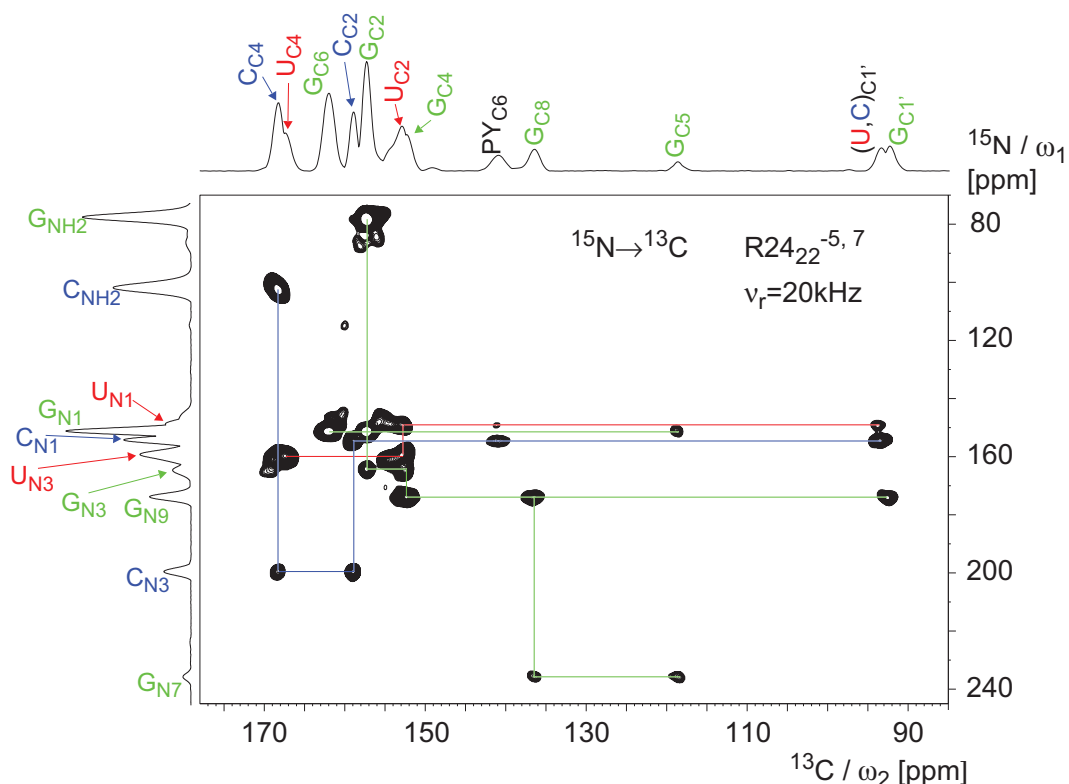 C_C4
U_C4
G_C6
C_C2
G_C2
U_C2
G_C4
PY_C6
G_C8
G_C5
(U,C)_C1'
G_C1'
¹⁵N / ω₁
[ppm]
G_NH2
C_NH2
U_N1
G_N1
C_N1
U_N3
G_N3
G_N9
C_N3
G_N7
¹⁵N→¹³C R24₂₂⁻⁵,⁷
ν_r=20kHz
80
120
160
200
240
170
150
130
110
90
¹³C / ω₂ [ppm]